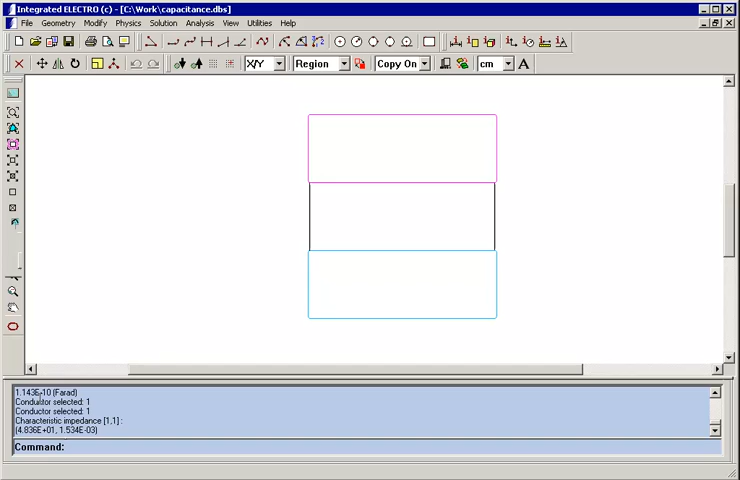 Integrated ELECTRO (c) - [C:\Work\capacitance.dbs]
File Geometry Modify Physics Solution Analysis View Utilities Help
X/Y Region Copy On cm A
1.143E-10 (Farad)
Conductor selected: 1
Conductor selected: 1
Characteristic impedance [1,1] :
(4.836E+01, 1.534E-03)
Command: